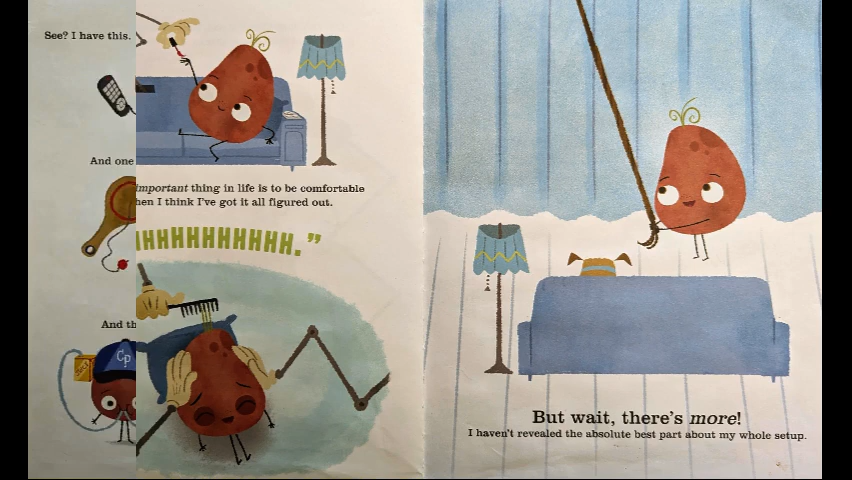 See? I have this.
And one
And th
CP
important thing in life is to be comfortable
hen I think I've got it all figured out.
HHHHHHHHHHH."
But wait, there's more!
I haven't revealed the absolute best part about my whole setup.